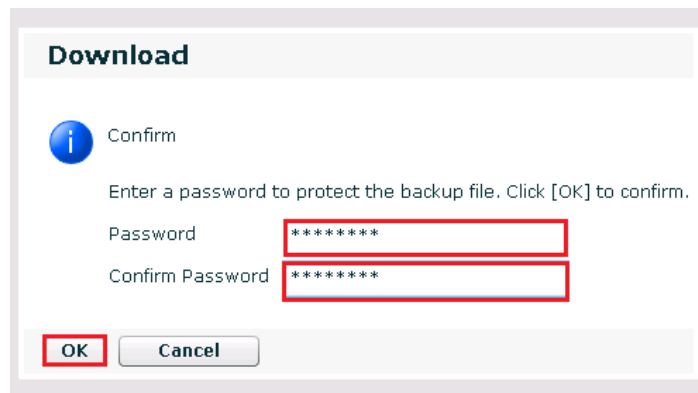 Download
Confirm
Enter a password to protect the backup file. Click [OK] to confirm.
Password ********
Confirm Password ********
OK Cancel